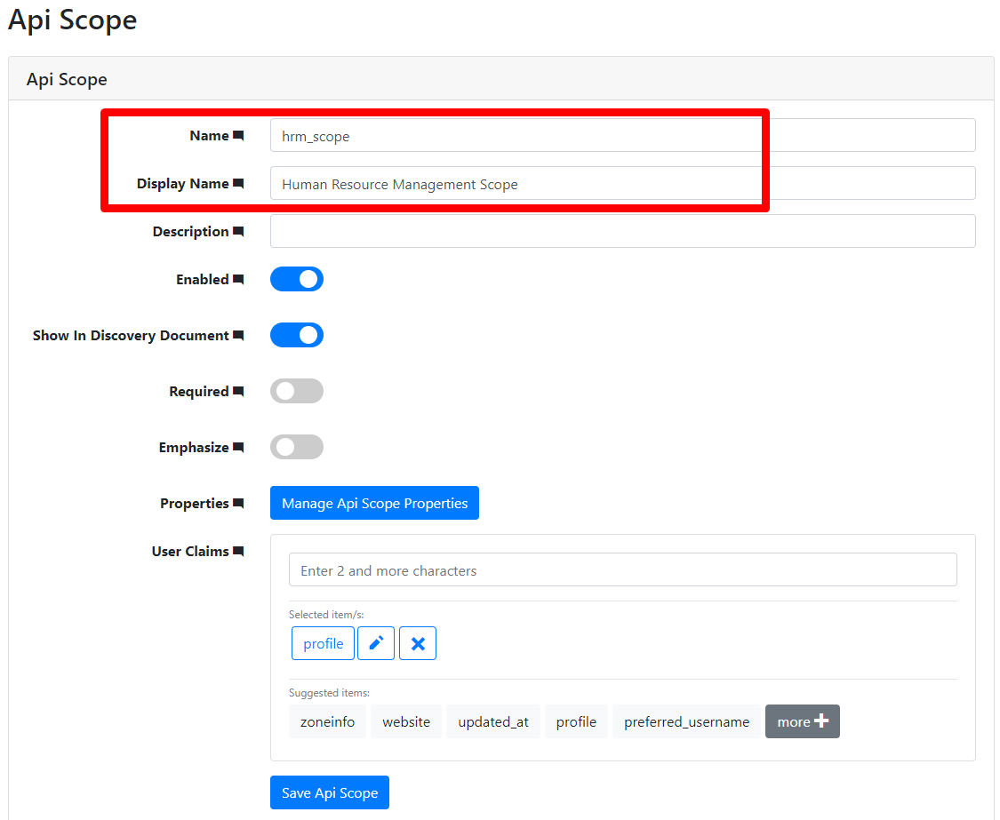 Api Scope
Api Scope
Name hrm_scope
Display Name Human Resource Management Scope
Description
Enabled
Show In Discovery Document
Required
Emphasize
Properties Manage Api Scope Properties
User Claims
Enter 2 and more characters
Selected item/s:
profile
Suggested items:
zoneinfo website updated_at profile preferred_username more
Save Api Scope